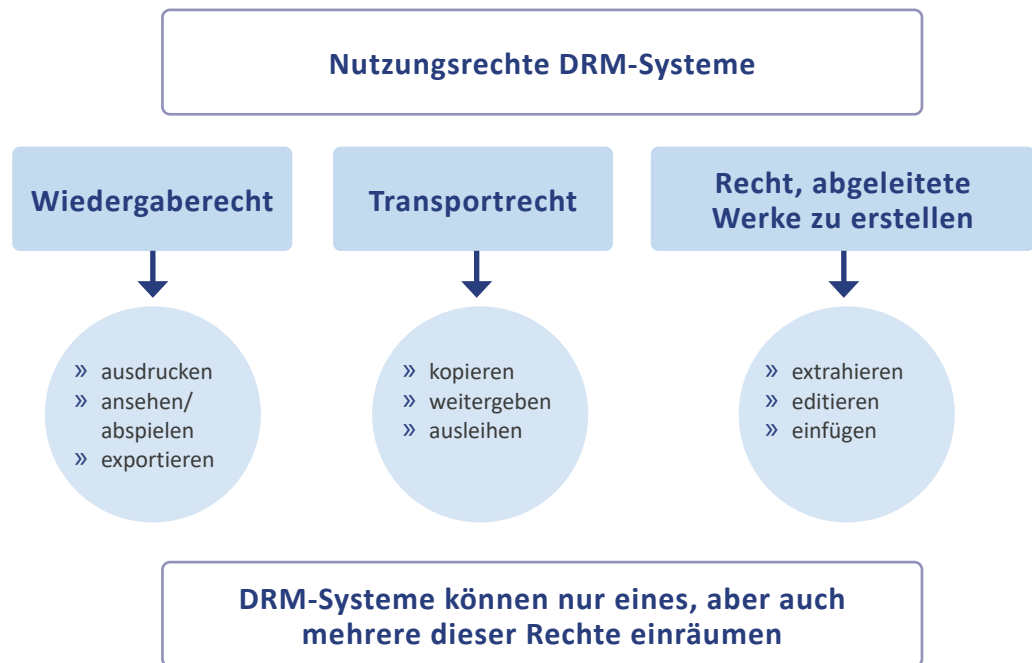 Nutzungsrechte DRM-Systeme
Wiedergaberecht
» ausdrucken
» ansehen/
abspielen
» exportieren
Transportrecht
» kopieren
» weitergeben
» ausleihen
Recht, abgeleitete
Werke zu erstellen
» extrahieren
» editieren
» einfügen
DRM-Systeme können nur eines, aber auch
mehrere dieser Rechte einräumen